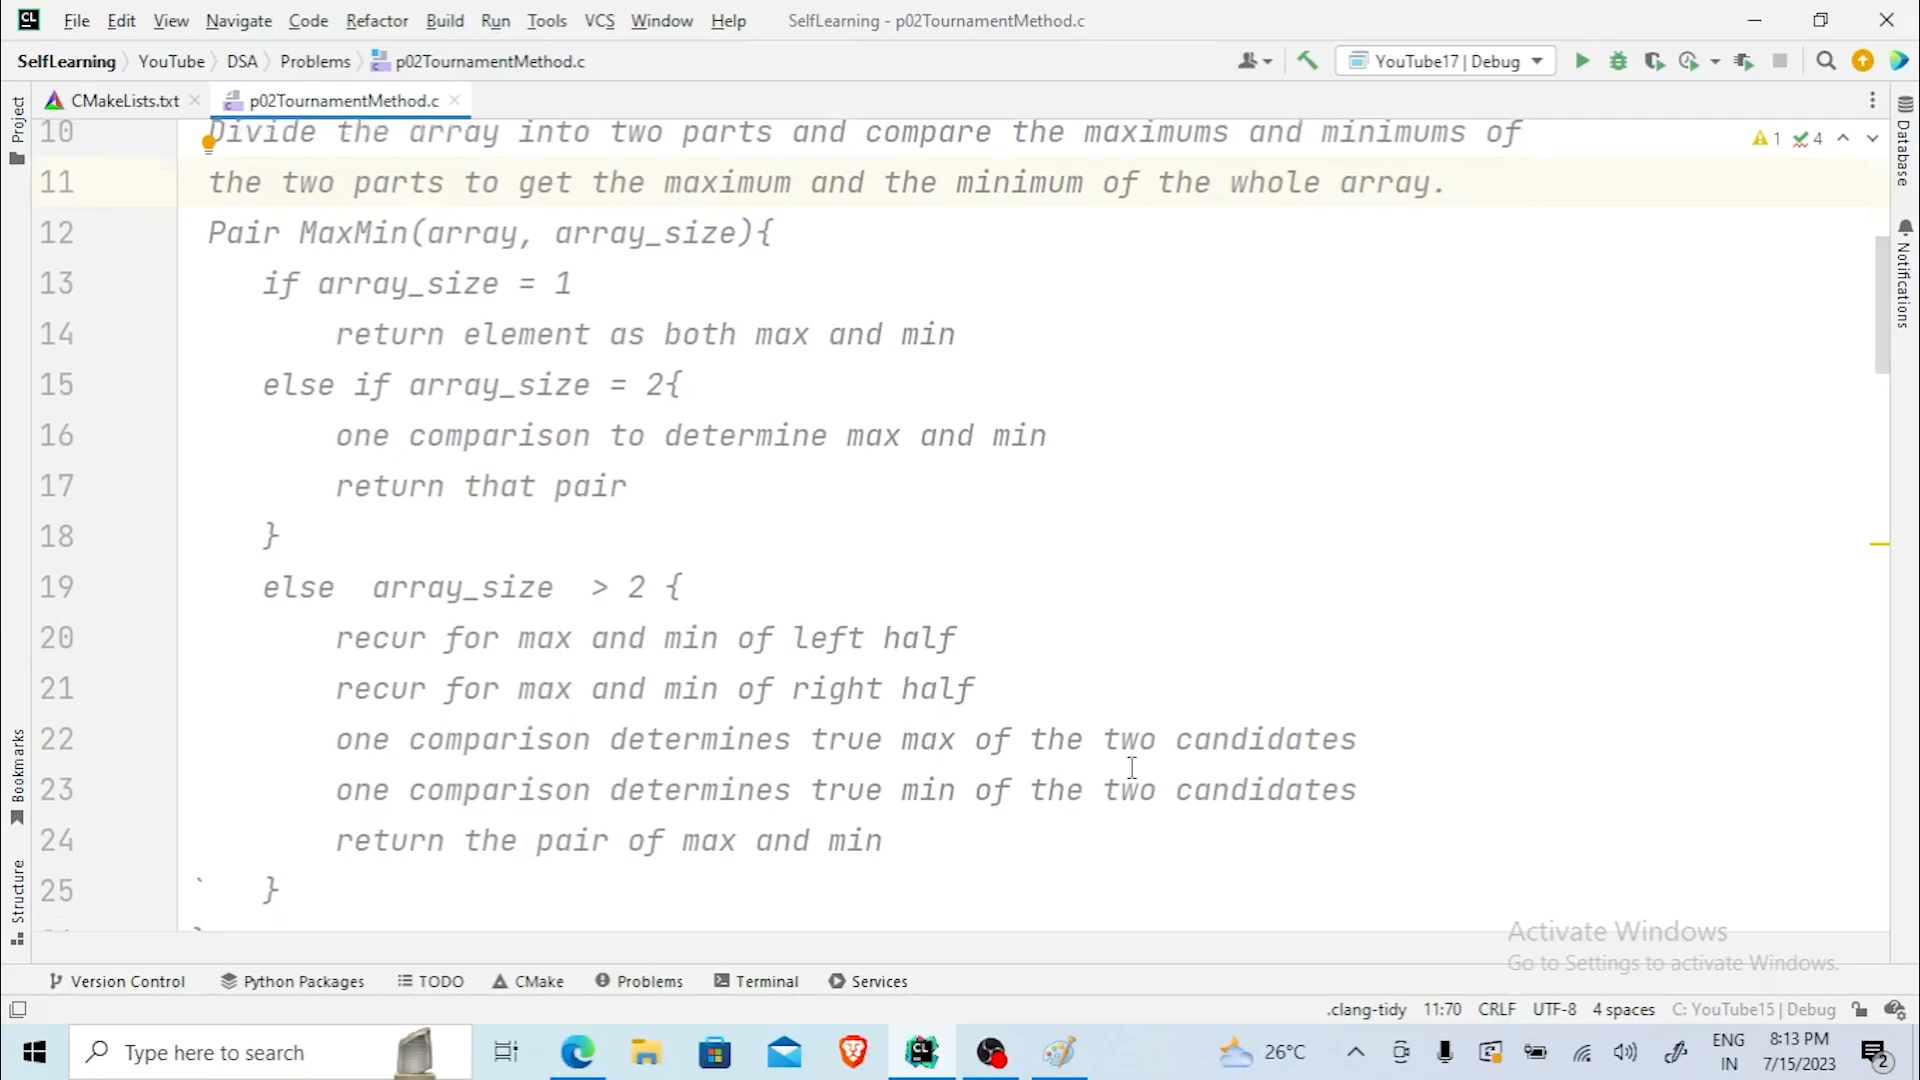 CL File Edit View Navigate Code Refactor Build Run Tools VCS Window Help SelfLearning - p02TournamentMethod.c
SelfLearning YouTube DSA Problems p02TournamentMethod.c YouTube17 | Debug
CMakeLists.txt p02TournamentMethod.c
Project
Bookmarks
Structure
Database
Notifications
1 4
10 Divide the array into two parts and compare the maximums and minimums of
11 the two parts to get the maximum and the minimum of the whole array.
12 Pair MaxMin(array, array_size){
13 if array_size = 1
14 return element as both max and min
15 else if array_size = 2{
16 one comparison to determine max and min
17 return that pair
18 }
19 else  array_size  > 2 {
20 recur for max and min of left half
21 recur for max and min of right half
22 one comparison determines true max of the two candidates
23 one comparison determines true min of the two candidates
24 return the pair of max and min
25 ` }
Activate Windows
Go to Settings to activate Windows.
Version Control Python Packages TODO CMake Problems Terminal Services
.clang-tidy 11:70 CRLF UTF-8 4 spaces C: YouTube15 | Debug
Type here to search 26°C ENG IN 8:13 PM 7/15/2023 2